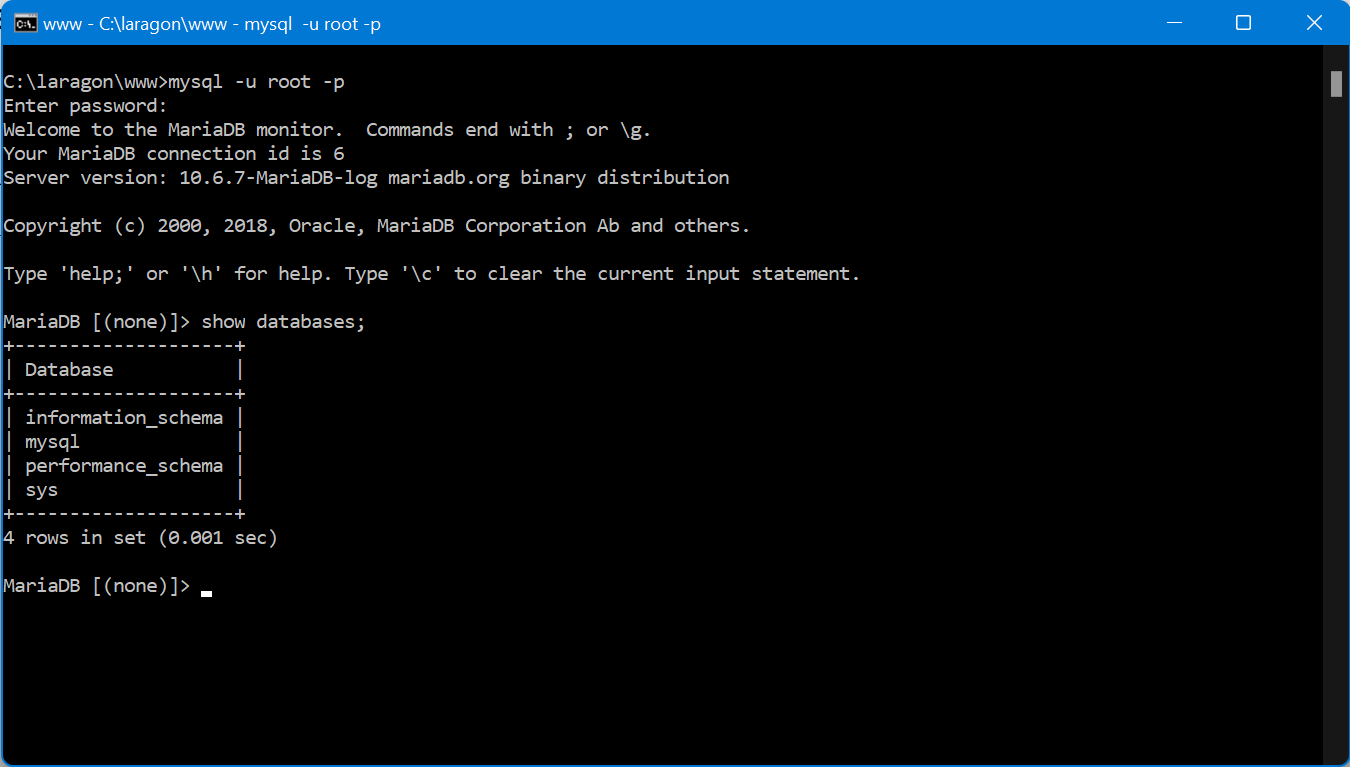 www - C:\laragon\www - mysql  -u root -p
C:\laragon\www>mysql -u root -p
Enter password:
Welcome to the MariaDB monitor.  Commands end with ; or \g.
Your MariaDB connection id is 6
Server version: 10.6.7-MariaDB-log mariadb.org binary distribution
Copyright (c) 2000, 2018, Oracle, MariaDB Corporation Ab and others.
Type 'help;' or '\h' for help. Type '\c' to clear the current input statement.
MariaDB [(none)]> show databases;
+--------------------+
| Database           |
+--------------------+
| information_schema |
| mysql              |
| performance_schema |
| sys                |
+--------------------+
4 rows in set (0.001 sec)
MariaDB [(none)]>